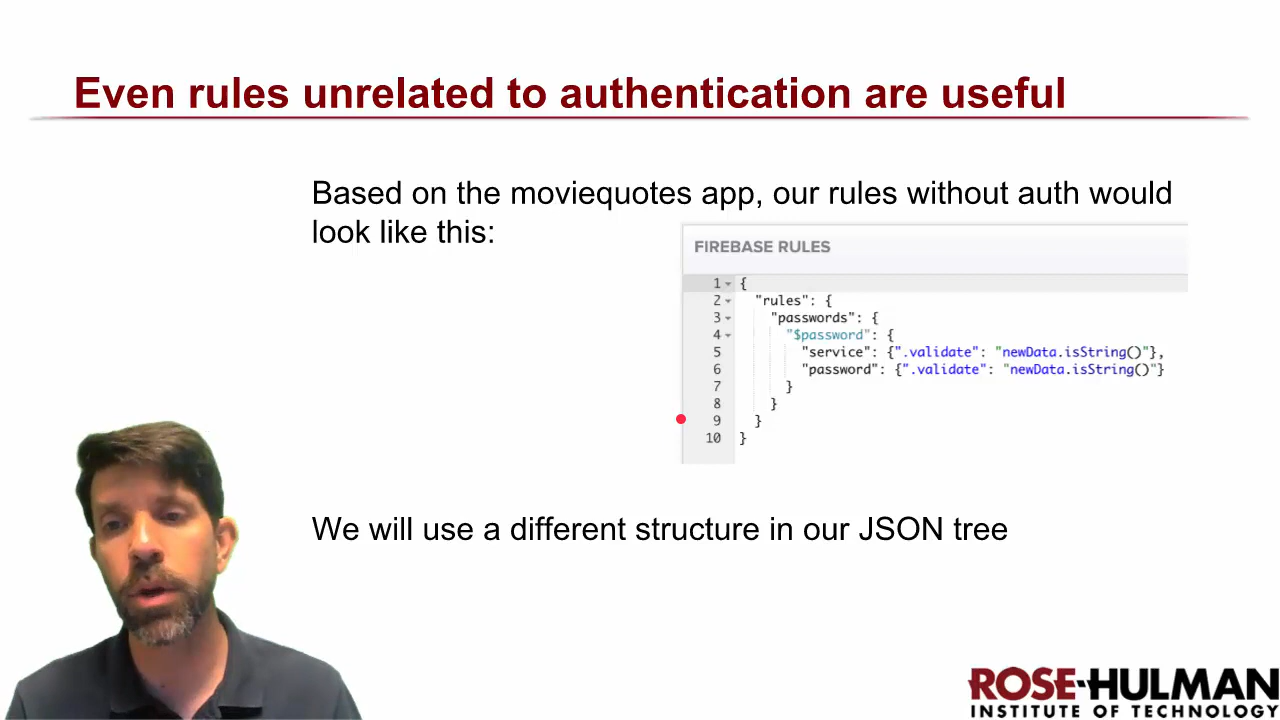 Even rules unrelated to authentication are useful
Based on the moviequotes app, our rules without auth would
look like this:
FIREBASE RULES
1 {
2 "rules": {
3 "passwords": {
4 "$password": {
5 "service": {".validate": "newData.isString()"},
6 "password": {".validate": "newData.isString()"}
7 }
8 }
9 }
10 }
We will use a different structure in our JSON tree
ROSE-HULMAN
INSTITUTE OF TECHNOLOGY